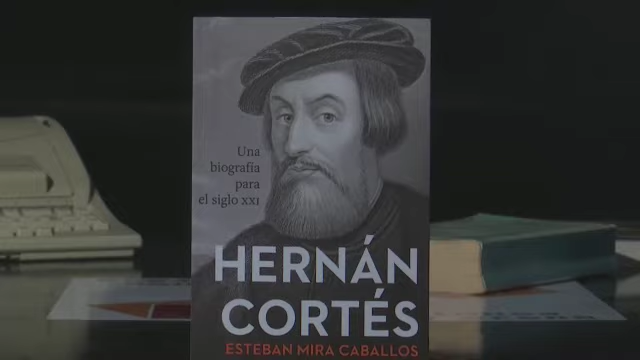 Una
biografía
para
el siglo XXI
HERNÁN
CORTÉS
ESTEBAN MIRA CABALLOS